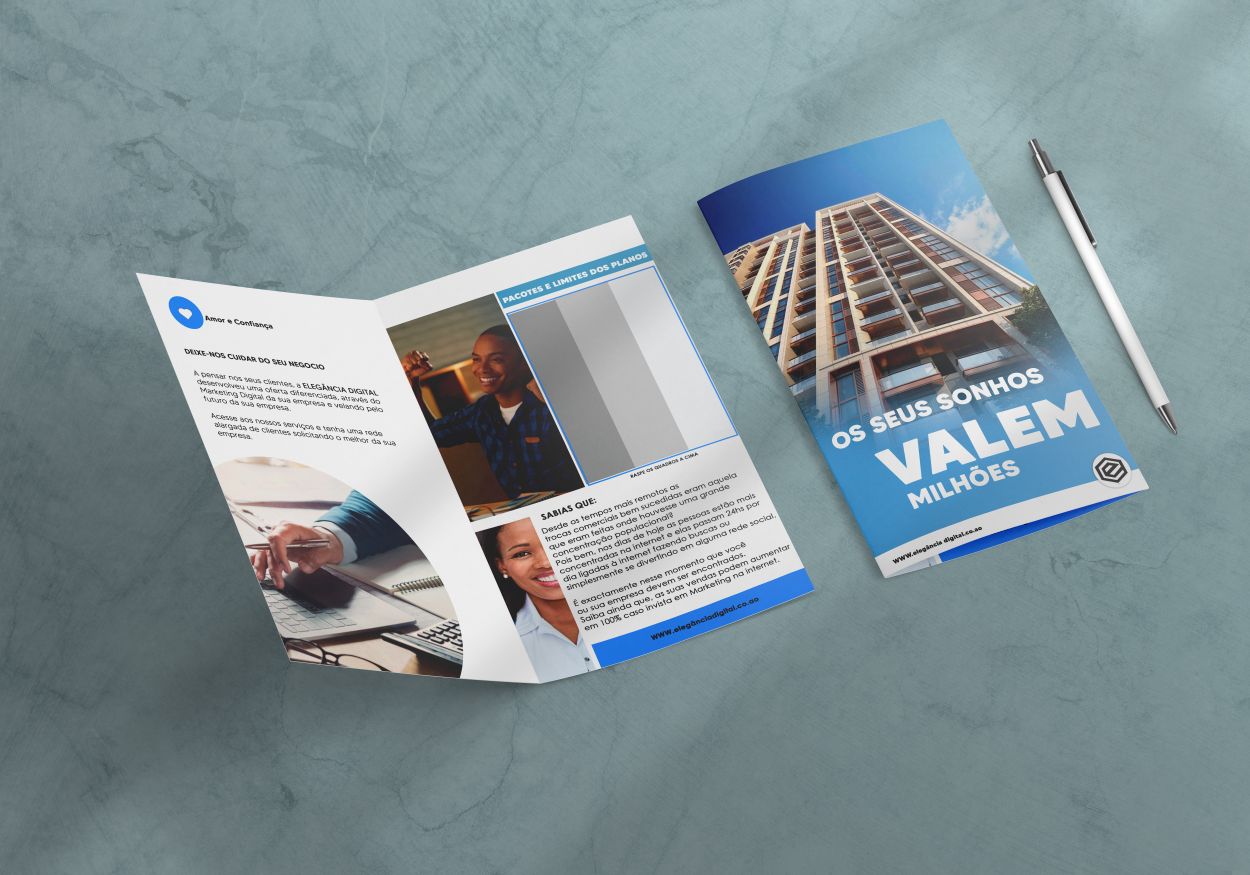 Amor e Confiança
DEIXE-NOS CUIDAR DO SEU NEGOCIO
A pensar nos seus clientes, a ELEGÂNCIA DIGITAL
desenvolveu uma oferta diferenciada, através do
Marketing Digital da sua empresa e velando pelo
futuro da sua empresa.
Acesse aos nossos serviços e tenha uma rede
alargada de clientes solicitando o melhor da sua
empresa.
PACOTES E LIMITES DOS PLANOS
RASPE OS QUADROS A CIMA
SABIAS QUE:
Desde os tempos mais remotos as
trocas comerciais bem sucedidas eram aquela
que eram feitas onde houvesse uma grande
concentração populacional?
Pois bem, nos dias de hoje as pessoas estão mais
concentradas na internet e elas passam 24hs por
dia ligadas à internet fazendo buscas ou
simplesmente se divertindo em alguma rede social.
É exactamente nesse momento que você
ou sua empresa devem ser encontrados.
Saiba ainda que, as suas vendas podem aumentar
em 100% caso invista em Marketing na internet.
www.elegânciadigital.co.ao
OS SEUS SONHOS
VALEM
MILHÕES
www.elegância digital.co.ao